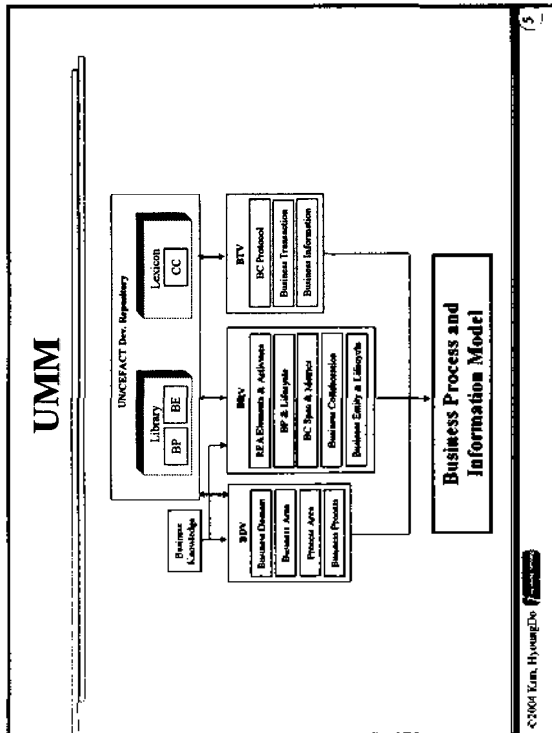 UMM
UN/CEFACT Dev. Repository
Library
BP
BE
Lexicon
CC
Business
Knowledge
BDV
Business Domain
Business Area
Process Area
Business Process
REA Elements & Activities
BP & Lifecycle
BC Spec & Metrics
Business Collaboration
Business Entity & Lifecycle
BTV
BC Protocol
Business Transaction
Business Information
Business Process and
Information Model
©2004 Kim, HyoungDo
5